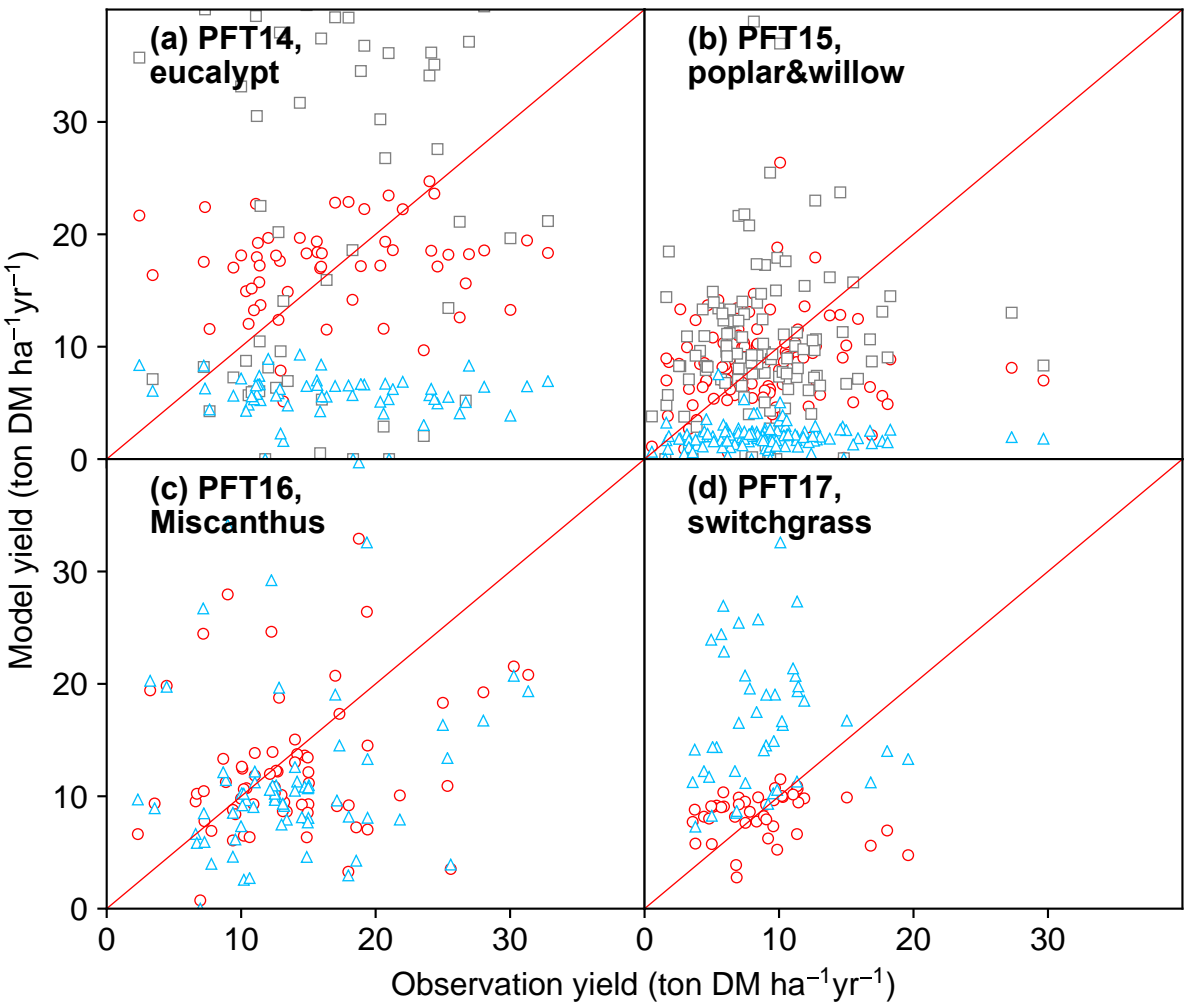 (a) PFT14,
eucalypt
(b) PFT15,
poplar&willow
30
20
10
0
(c) PFT16,
Miscanthus
(d) PFT17,
switchgrass
30
20
10
0
Model yield (ton DM ha⁻¹yr⁻¹)
0 10 20 30
0 10 20 30
Observation yield (ton DM ha⁻¹yr⁻¹)